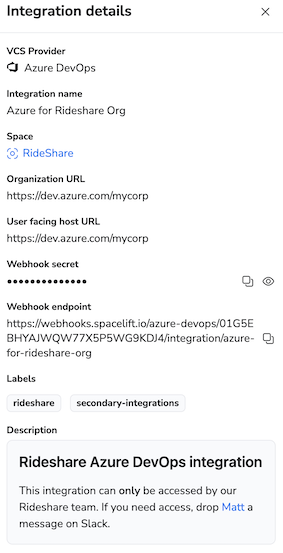 Integration details
VCS Provider
Azure DevOps
Integration name
Azure for Rideshare Org
Space
RideShare
Organization URL
https://dev.azure.com/mycorp
User facing host URL
https://dev.azure.com/mycorp
Webhook secret
••••••••••••••
Webhook endpoint
https://webhooks.spacelift.io/azure-devops/01G5E
BHYAJWQW77X5P5WG9KDJ4/integration/azure-
for-rideshare-org
Labels
rideshare secondary-integrations
Description
Rideshare Azure DevOps integration
This integration can only be accessed by our
Rideshare team. If you need access, drop Matt a
message on Slack.